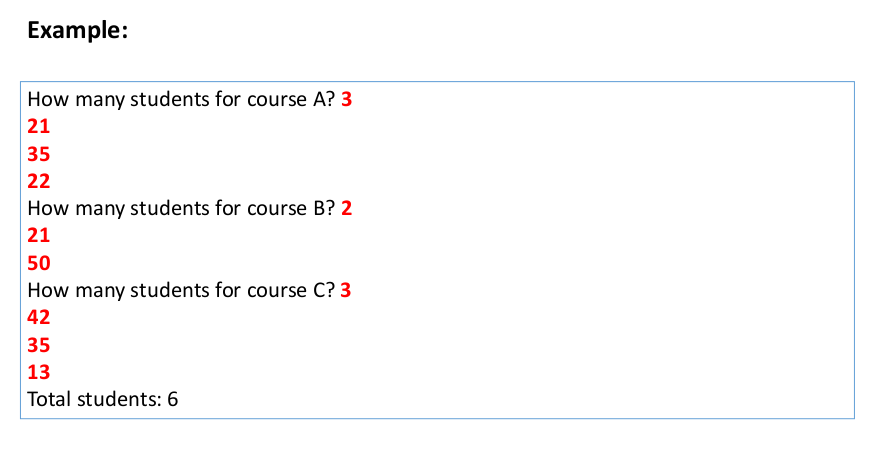 Example:
How many students for course A? 3
21
35
22
How many students for course B? 2
21
50
How many students for course C? 3
42
35
13
Total students: 6